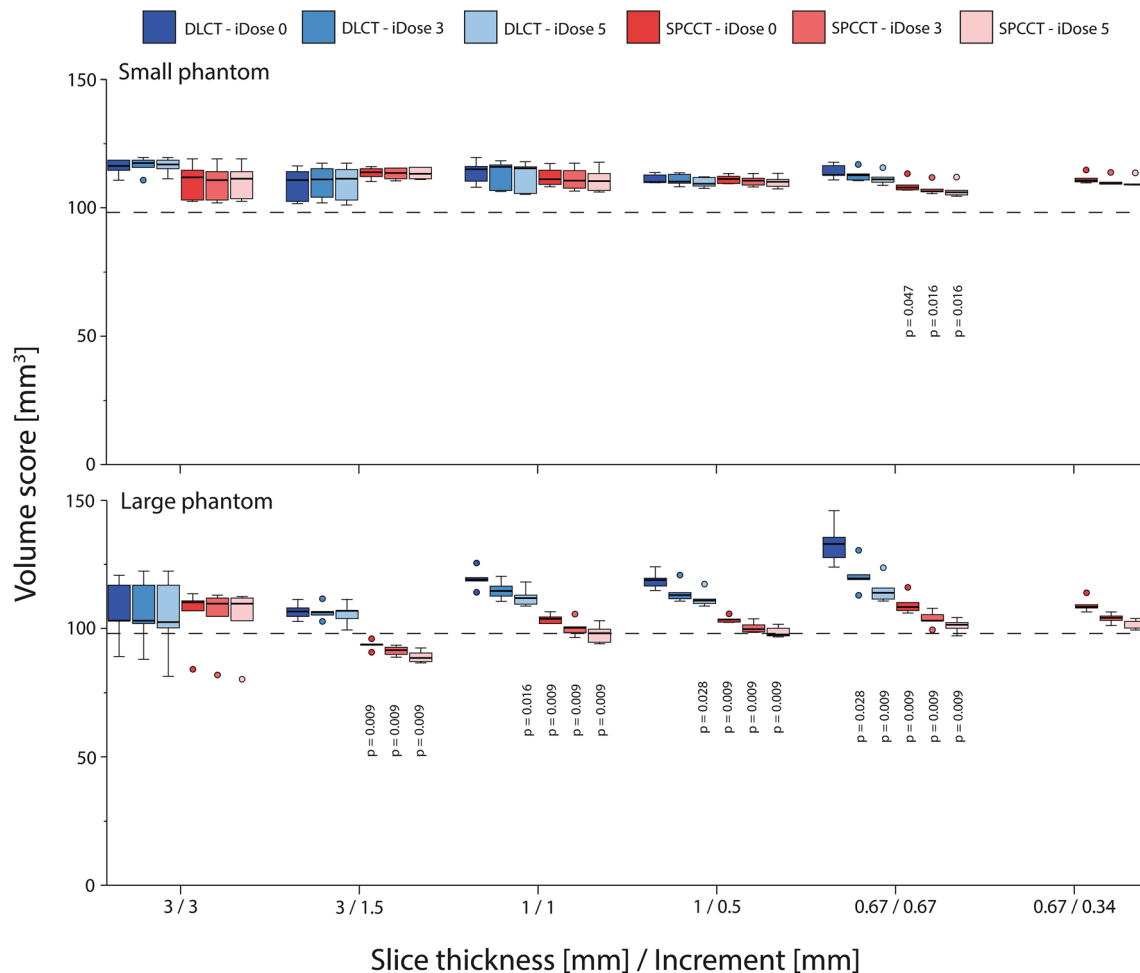 DLCT - iDose 0 DLCT - iDose 3 DLCT - iDose 5 SPCCT - iDose 0 SPCCT - iDose 3 SPCCT - iDose 5
Small phantom
150
100
50
0
p = 0.047
p = 0.016
p = 0.016
Volume score [mm³]
Large phantom
150
100
50
0
p = 0.009
p = 0.009
p = 0.009
p = 0.016
p = 0.009
p = 0.009
p = 0.009
p = 0.028
p = 0.009
p = 0.009
p = 0.009
p = 0.028
p = 0.009
p = 0.009
p = 0.009
p = 0.009
3 / 3 3 / 1.5 1 / 1 1 / 0.5 0.67 / 0.67 0.67 / 0.34
Slice thickness [mm] / Increment [mm]